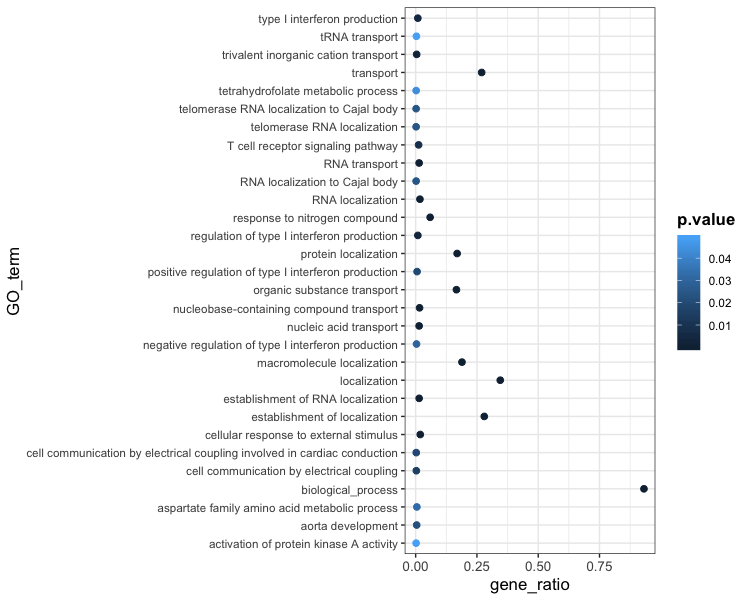 type I interferon production
tRNA transport
trivalent inorganic cation transport
transport
tetrahydrofolate metabolic process
telomerase RNA localization to Cajal body
telomerase RNA localization
T cell receptor signaling pathway
RNA transport
RNA localization to Cajal body
RNA localization
response to nitrogen compound
regulation of type I interferon production
protein localization
positive regulation of type I interferon production
organic substance transport
nucleobase-containing compound transport
nucleic acid transport
negative regulation of type I interferon production
macromolecule localization
localization
establishment of RNA localization
establishment of localization
cellular response to external stimulus
cell communication by electrical coupling involved in cardiac conduction
cell communication by electrical coupling
biological_process
aspartate family amino acid metabolic process
aorta development
activation of protein kinase A activity
GO_term
0.00 0.25 0.50 0.75
gene_ratio
p.value
0.04
0.03
0.02
0.01